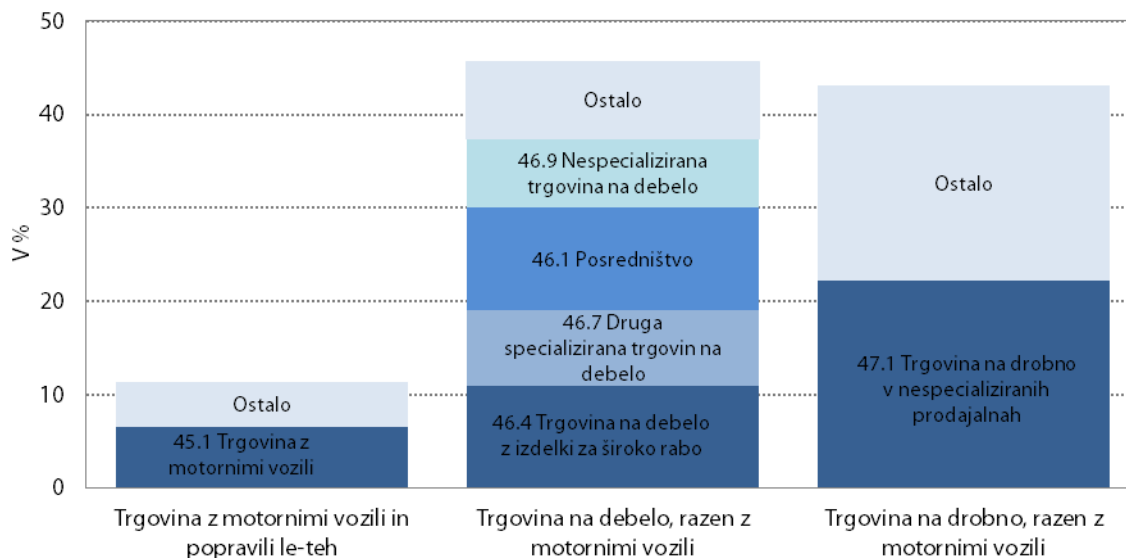 50
40
30
20
10
0
V %
Ostalo
45.1 Trgovina z
motornimi vozili
Ostalo
46.9 Nespecializirana
trgovina na debelo
46.1 Posredništvo
46.7 Druga
specializirana trgovin na
debelo
46.4 Trgovina na debelo
z izdelki za široko rabo
Ostalo
47.1 Trgovina na drobno
v nespecializiranih
prodajalnah
Trgovina z motornimi vozili in
popravili le-teh
Trgovina na debelo, razen z
motornimi vozili
Trgovina na drobno, razen z
motornimi vozili